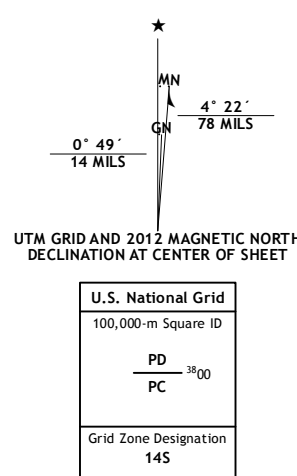 ★
MN
4° 22´
78 MILS
GN
0° 49´
14 MILS
UTM GRID AND 2012 MAGNETIC NORTH
DECLINATION AT CENTER OF SHEET
U.S. National Grid
100,000-m Square ID
PD
3800
PC
Grid Zone Designation
14S